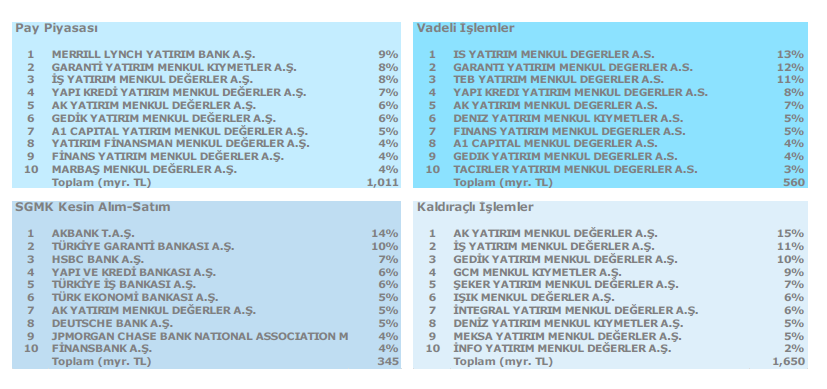 Pay Piyasası
1 MERRILL LYNCH YATIRIM BANK A.Ş. 9%
2 GARANTİ YATIRIM MENKUL KIYMETLER A.Ş. 8%
3 İŞ YATIRIM MENKUL DEĞERLER A.Ş. 8%
4 YAPI KREDİ YATIRIM MENKUL DEĞERLER A.Ş. 7%
5 AK YATIRIM MENKUL DEĞERLER A.Ş. 6%
6 GEDİK YATIRIM MENKUL DEĞERLER A.Ş. 6%
7 A1 CAPITAL YATIRIM MENKUL DEĞERLER A.Ş. 5%
8 YATIRIM FİNANSMAN MENKUL DEĞERLER A.Ş. 4%
9 FİNANS YATIRIM MENKUL DEĞERLER A.Ş. 4%
10 MARBAŞ MENKUL DEĞERLER A.Ş. 4%
Toplam (myr. TL) 1,011
Vadeli İşlemler
1 IS YATIRIM MENKUL DEGERLER A.S. 13%
2 GARANTI YATIRIM MENKUL DEGERLER A.S. 12%
3 TEB YATIRIM MENKUL DEGERLER A.S. 11%
4 YAPI KREDI YATIRIM MENKUL DEGERLER A.S. 8%
5 AK YATIRIM MENKUL DEGERLER A.S. 7%
6 DENIZ YATIRIM MENKUL KIYMETLER A.S. 5%
7 FINANS YATIRIM MENKUL DEGERLER A.S. 5%
8 A1 CAPITAL MENKUL DEGERLER A.S. 4%
9 GEDIK YATIRIM MENKUL DEGERLER A.S. 4%
10 TACIRLER YATIRIM MENKUL DEGERLER A.S. 3%
Toplam (myr. TL) 560
SGMK Kesin Alım-Satım
1 AKBANK T.A.Ş. 14%
2 TÜRKİYE GARANTİ BANKASI A.Ş. 10%
3 HSBC BANK A.Ş. 7%
4 YAPI VE KREDİ BANKASI A.Ş. 6%
5 TÜRKİYE İŞ BANKASI A.Ş. 6%
6 TÜRK EKONOMİ BANKASI A.Ş. 5%
7 AK YATIRIM MENKUL DEĞERLER A.Ş. 5%
8 DEUTSCHE BANK A.Ş. 5%
9 JPMORGAN CHASE BANK NATIONAL ASSOCIATION M 4%
10 FİNANSBANK A.Ş. 4%
Toplam (myr. TL) 345
Kaldıraçlı İşlemler
1 AK YATIRIM MENKUL DEĞERLER A.Ş. 15%
2 İŞ YATIRIM MENKUL DEĞERLER A.Ş. 11%
3 GEDİK YATIRIM MENKUL DEĞERLER A.Ş. 10%
4 GCM MENKUL KIYMETLER A.Ş. 9%
5 ŞEKER YATIRIM MENKUL DEĞERLER A.Ş. 7%
6 IŞIK MENKUL DEĞERLER A.Ş. 6%
7 İNTEGRAL YATIRIM MENKUL DEĞERLER A.Ş. 6%
8 DENİZ YATIRIM MENKUL KIYMETLER A.Ş. 5%
9 MEKSA YATIRIM MENKUL DEĞERLER A.Ş. 5%
10 İNFO YATIRIM MENKUL DEĞERLER A.Ş. 2%
Toplam (myr. TL) 1,650